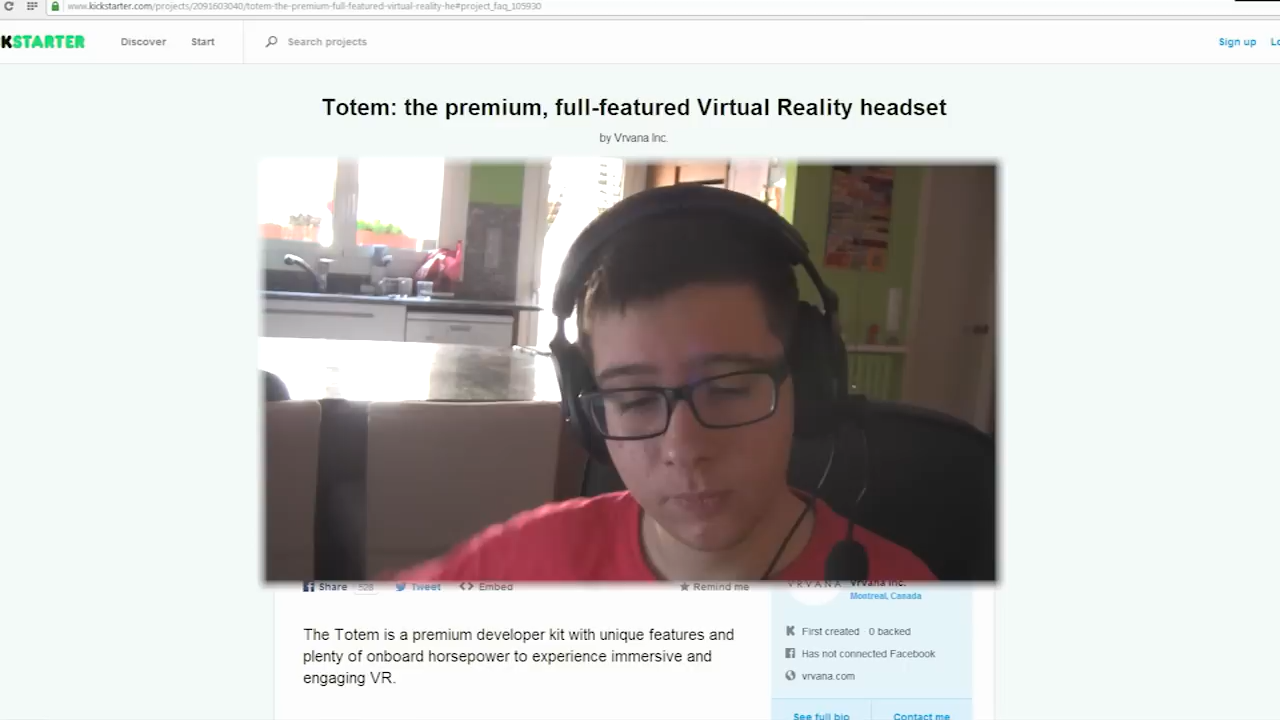 www.kickstarter.com/projects/2091603040/totem-the-premium-full-featured-virtual-reality-he#project_faq_105930
KSTARTER
Discover
Start
Search projects
Sign up
Totem: the premium, full-featured Virtual Reality headset
by Vrvana Inc.
Share
528
Tweet
Embed
Remind me
VRVANA
Vrvana Inc.
Montreal, Canada
The Totem is a premium developer kit with unique features and
plenty of onboard horsepower to experience immersive and
engaging VR.
First created 0 backed
Has not connected Facebook
vrvana.com
See full bio
Contact me